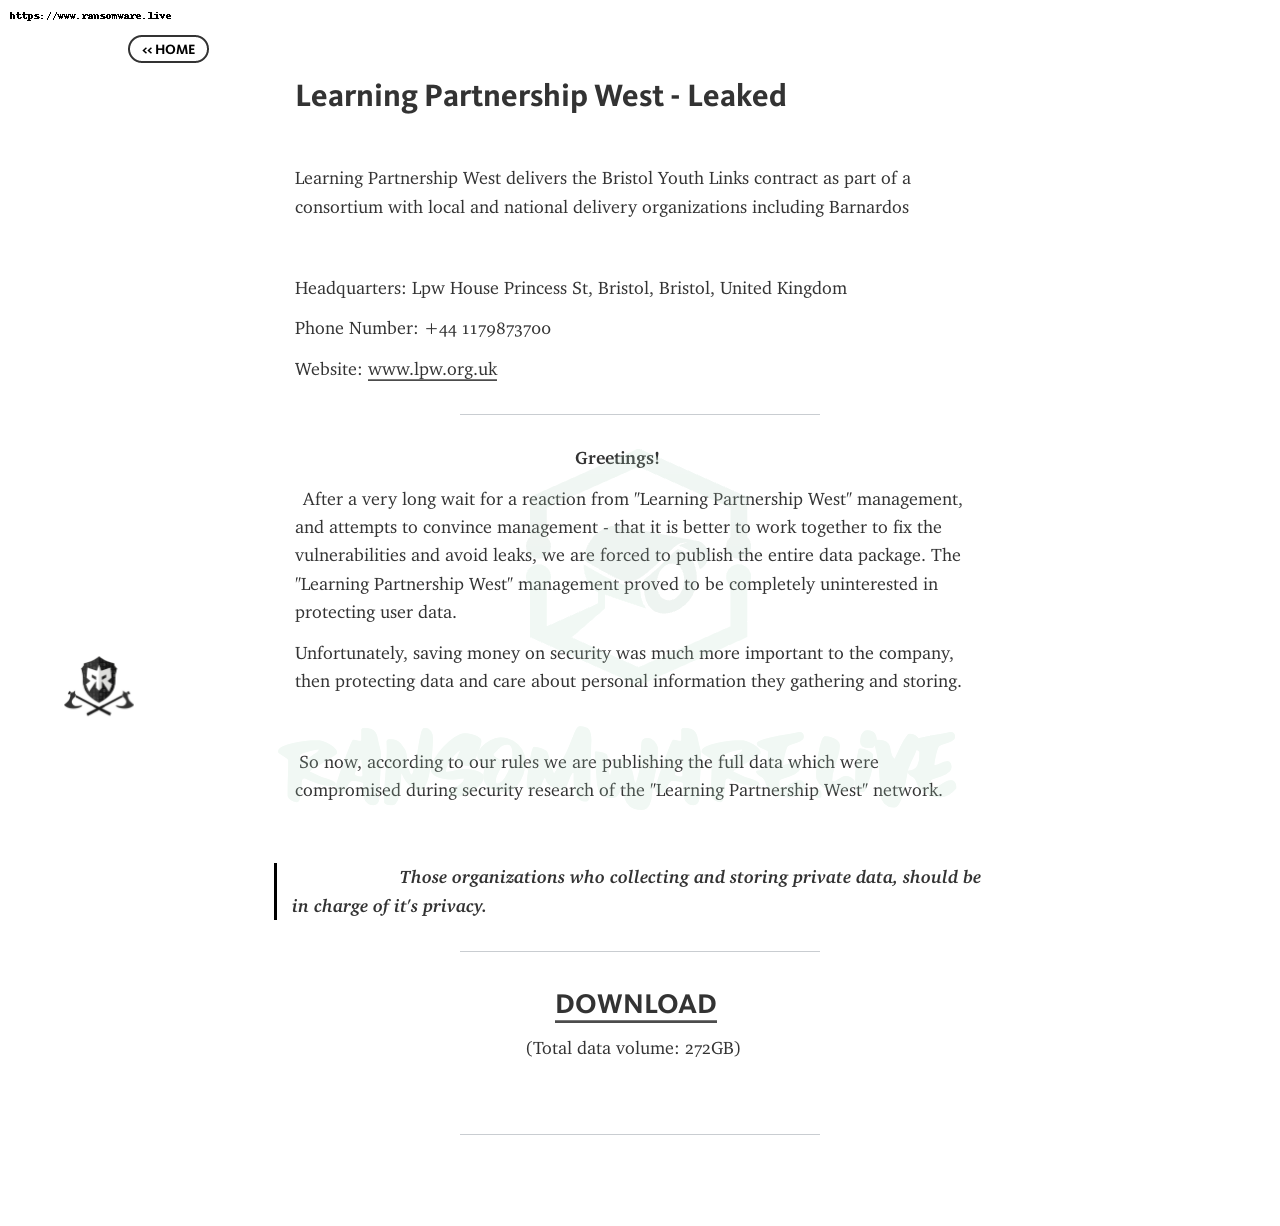 https://www.ransomware.live
<< HOME
Learning Partnership West - Leaked
Learning Partnership West delivers the Bristol Youth Links contract as part of a
consortium with local and national delivery organizations including Barnardos
Headquarters: Lpw House Princess St, Bristol, Bristol, United Kingdom
Phone Number: +44 1179873700
Website: www.lpw.org.uk
Greetings!
After a very long wait for a reaction from "Learning Partnership West" management,
and attempts to convince management - that it is better to work together to fix the
vulnerabilities and avoid leaks, we are forced to publish the entire data package. The
"Learning Partnership West" management proved to be completely uninterested in
protecting user data.
Unfortunately, saving money on security was much more important to the company,
then protecting data and care about personal information they gathering and storing.
RANSOMWARE.LIVE
So now, according to our rules we are publishing the full data which were
compromised during security research of the "Learning Partnership West" network.
Those organizations who collecting and storing private data, should be
in charge of it's privacy.
DOWNLOAD
(Total data volume: 272GB)